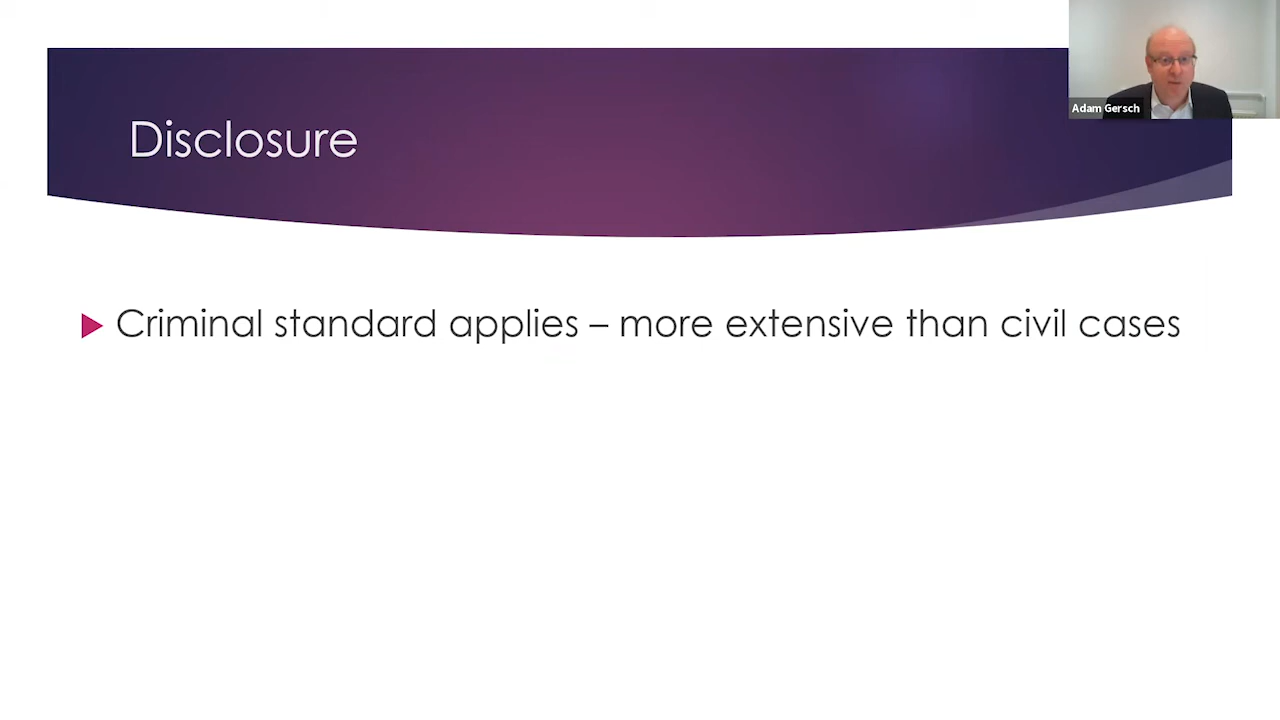 Disclosure
Adam Gersch
Criminal standard applies – more extensive than civil cases